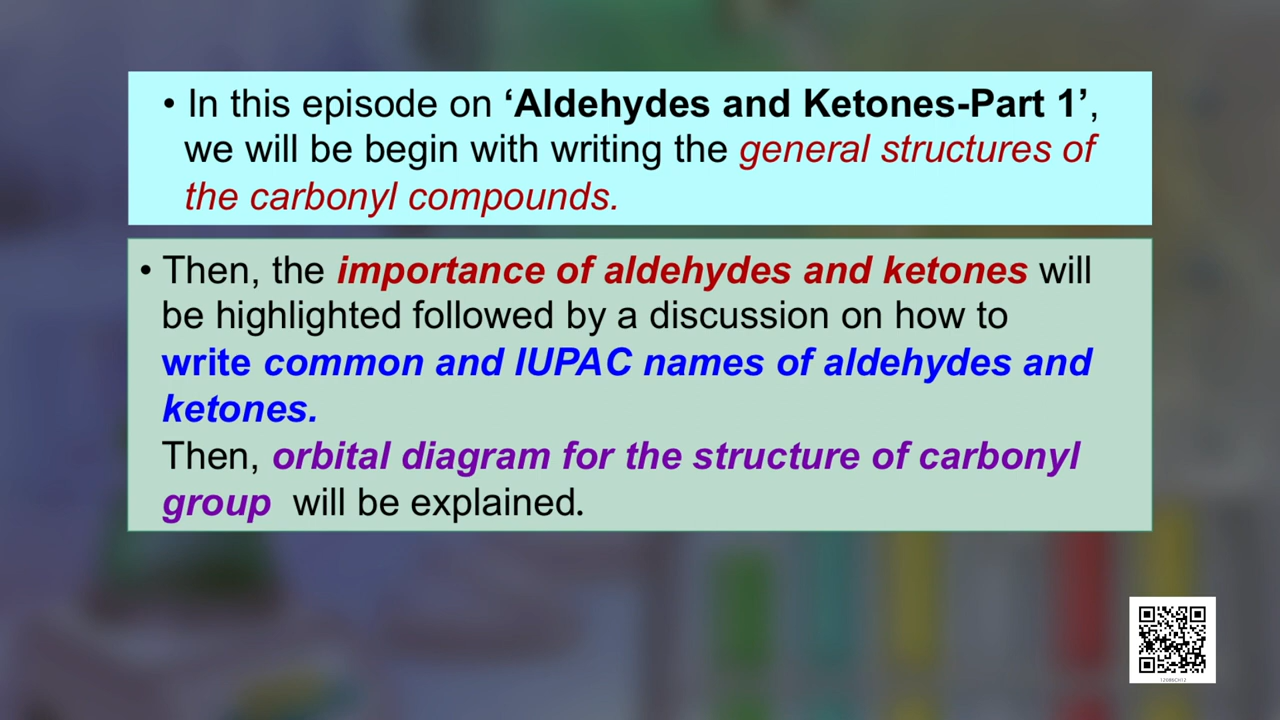 • In this episode on ‘Aldehydes and Ketones-Part 1’,
we will be begin with writing the general structures of
the carbonyl compounds.
• Then, the importance of aldehydes and ketones will
be highlighted followed by a discussion on how to
write common and IUPAC names of aldehydes and
ketones.
Then, orbital diagram for the structure of carbonyl
group will be explained.